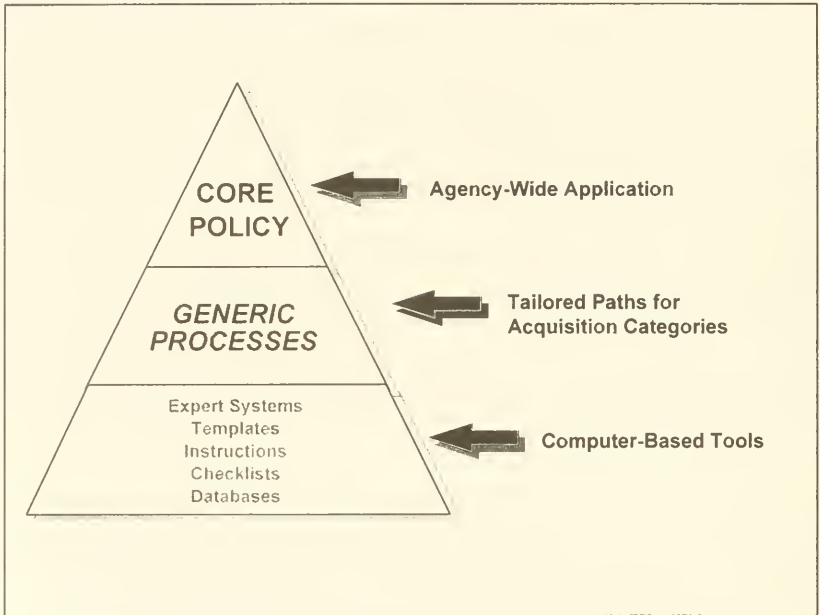 CORE
POLICY
Agency-Wide Application
GENERIC
PROCESSES
Tailored Paths for
Acquisition Categories
Expert Systems
Templates
Instructions
Checklists
Databases
Computer-Based Tools